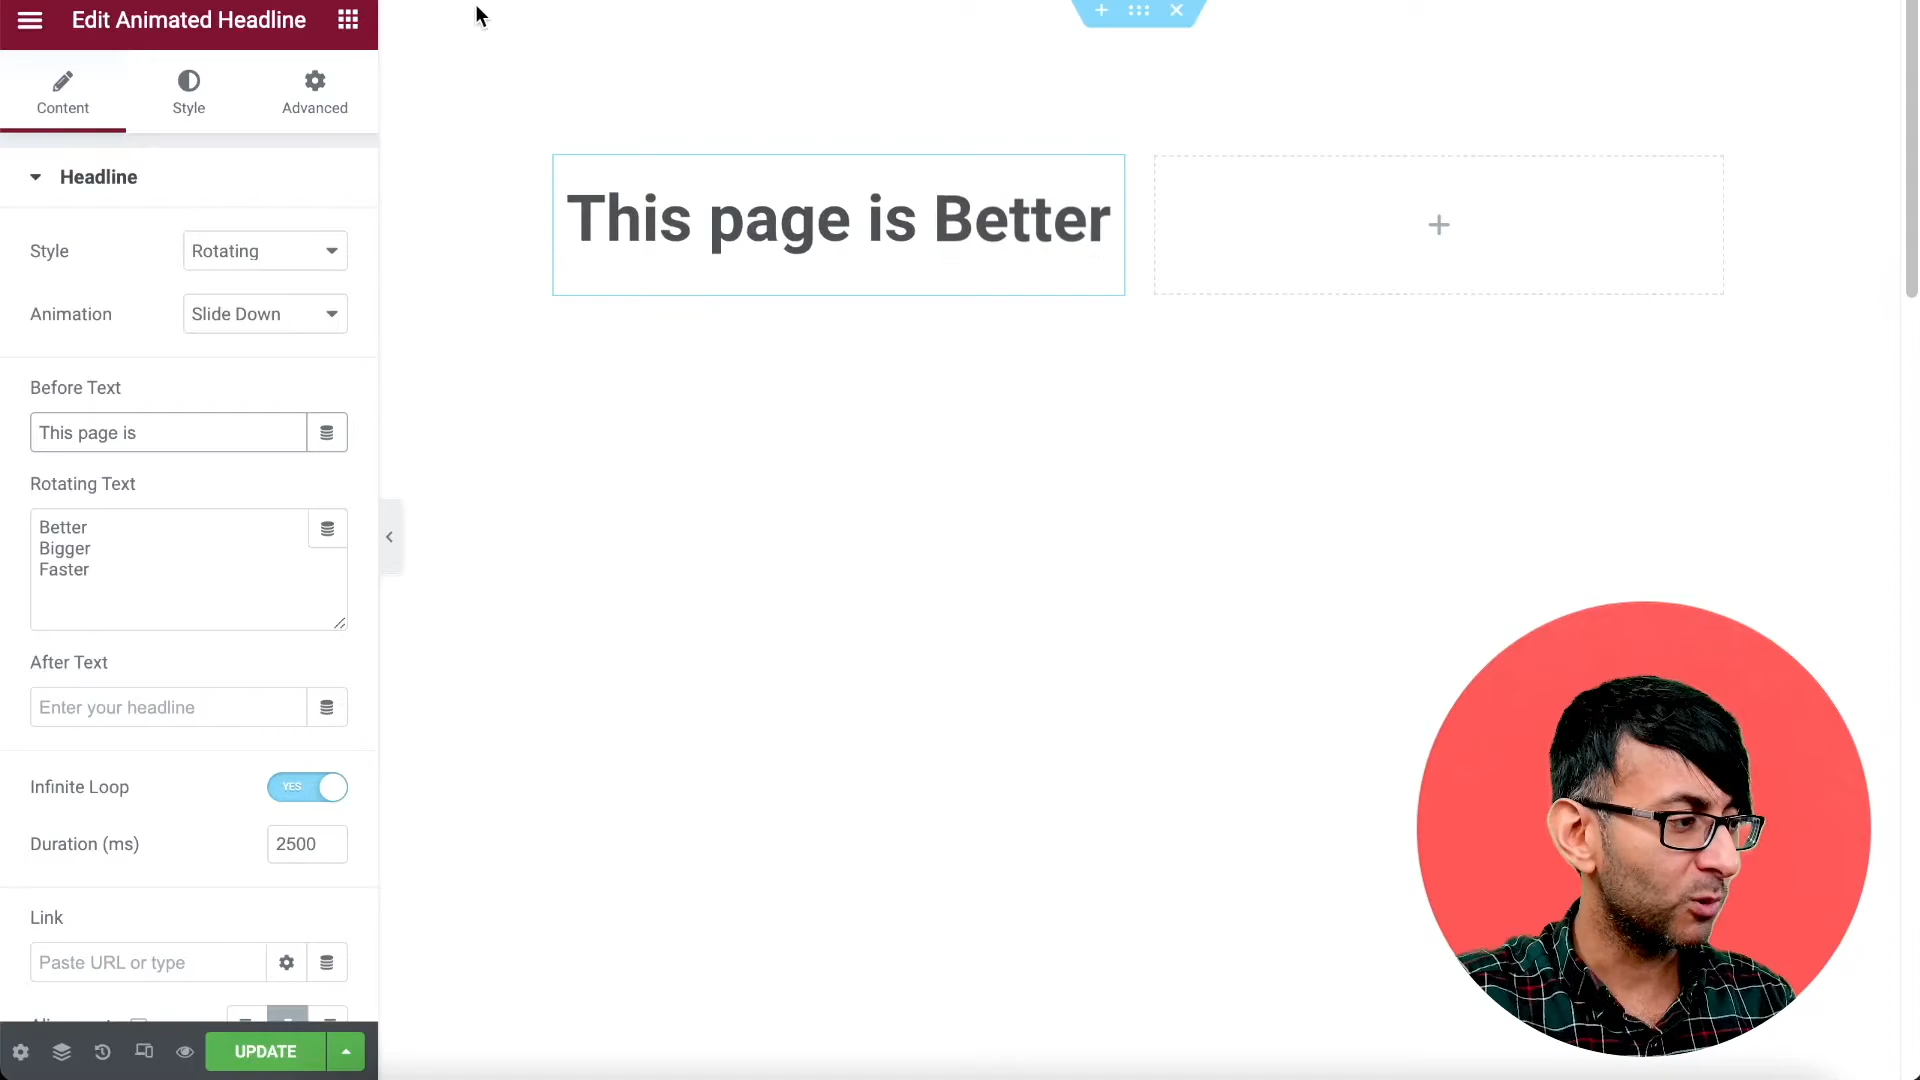 Edit Animated Headline
Content
Style
Advanced
Headline
Style
Rotating
Animation
Slide Down
Before Text
This page is
Rotating Text
Better
Bigger
Faster
After Text
Enter your headline
Infinite Loop
YES
Duration (ms)
2500
Link
Paste URL or type
UPDATE
This page is Better